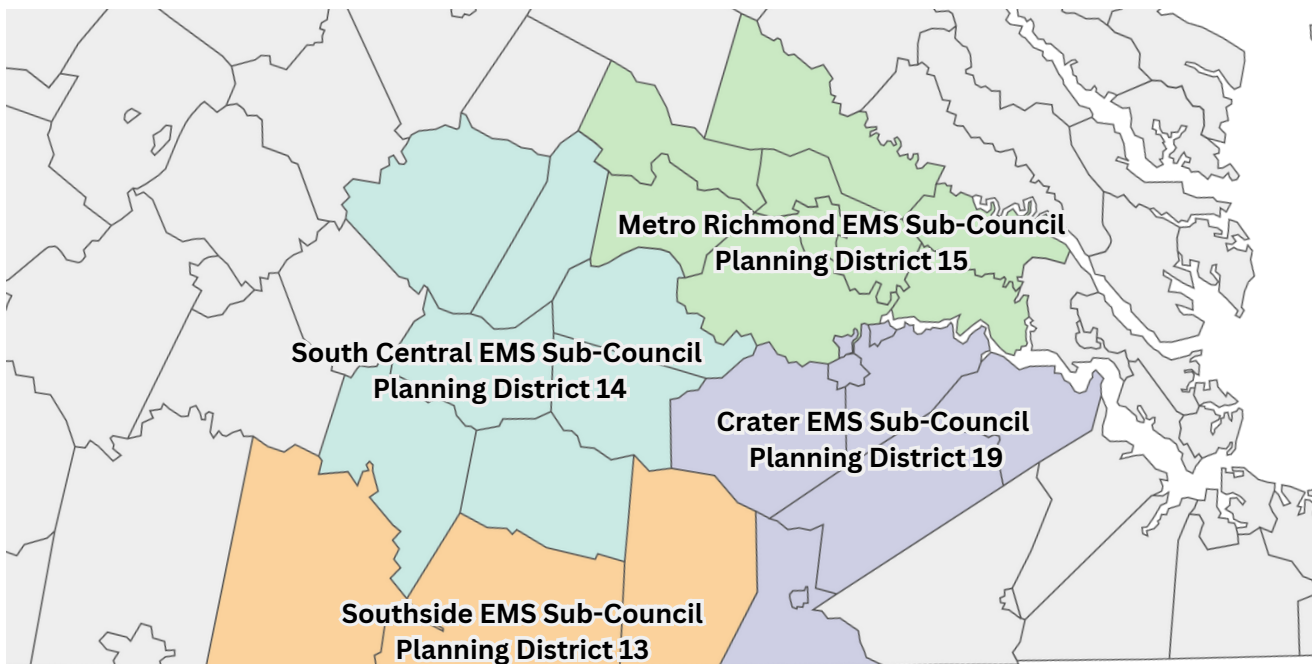 Metro Richmond EMS Sub-Council
Planning District 15
South Central EMS Sub-Council
Planning District 14
Crater EMS Sub-Council
Planning District 19
Southside EMS Sub-Council
Planning District 13